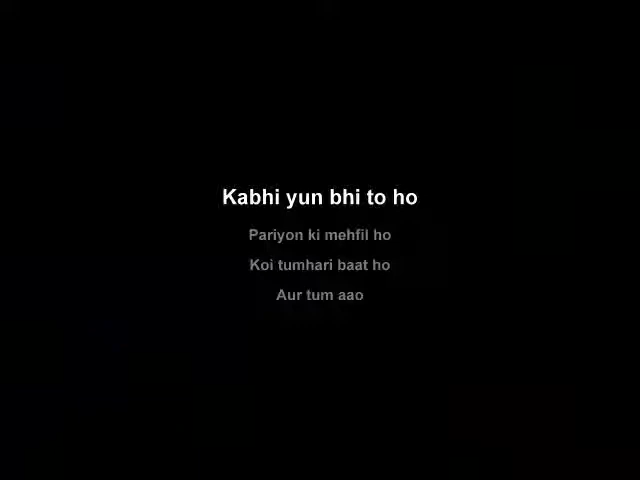 Kabhi yun bhi to ho
Pariyon ki mehfil ho
Koi tumhari baat ho
Aur tum aao